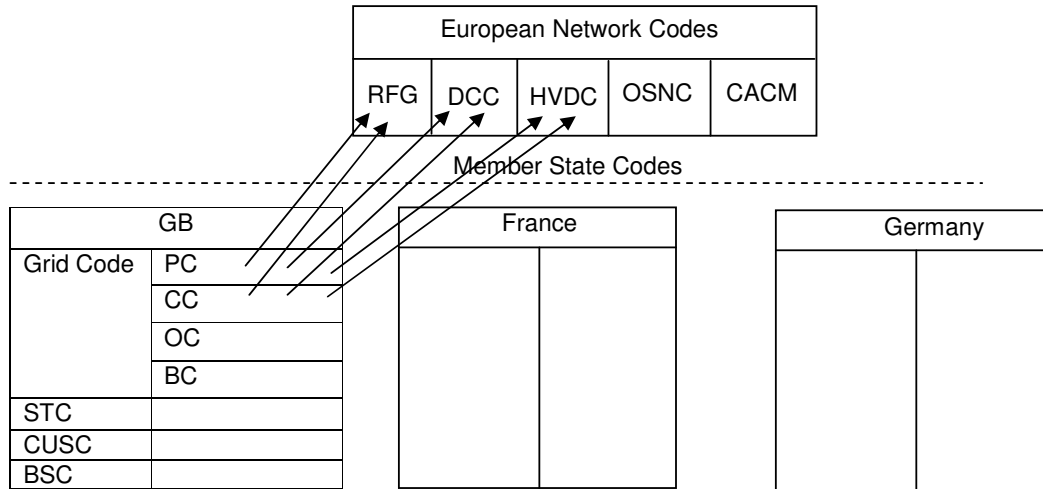 European Network Codes
RFG DCC HVDC OSNC CACM
Member State Codes
GB France Germany
Grid Code PC
CC
OC
BC
STC
CUSC
BSC